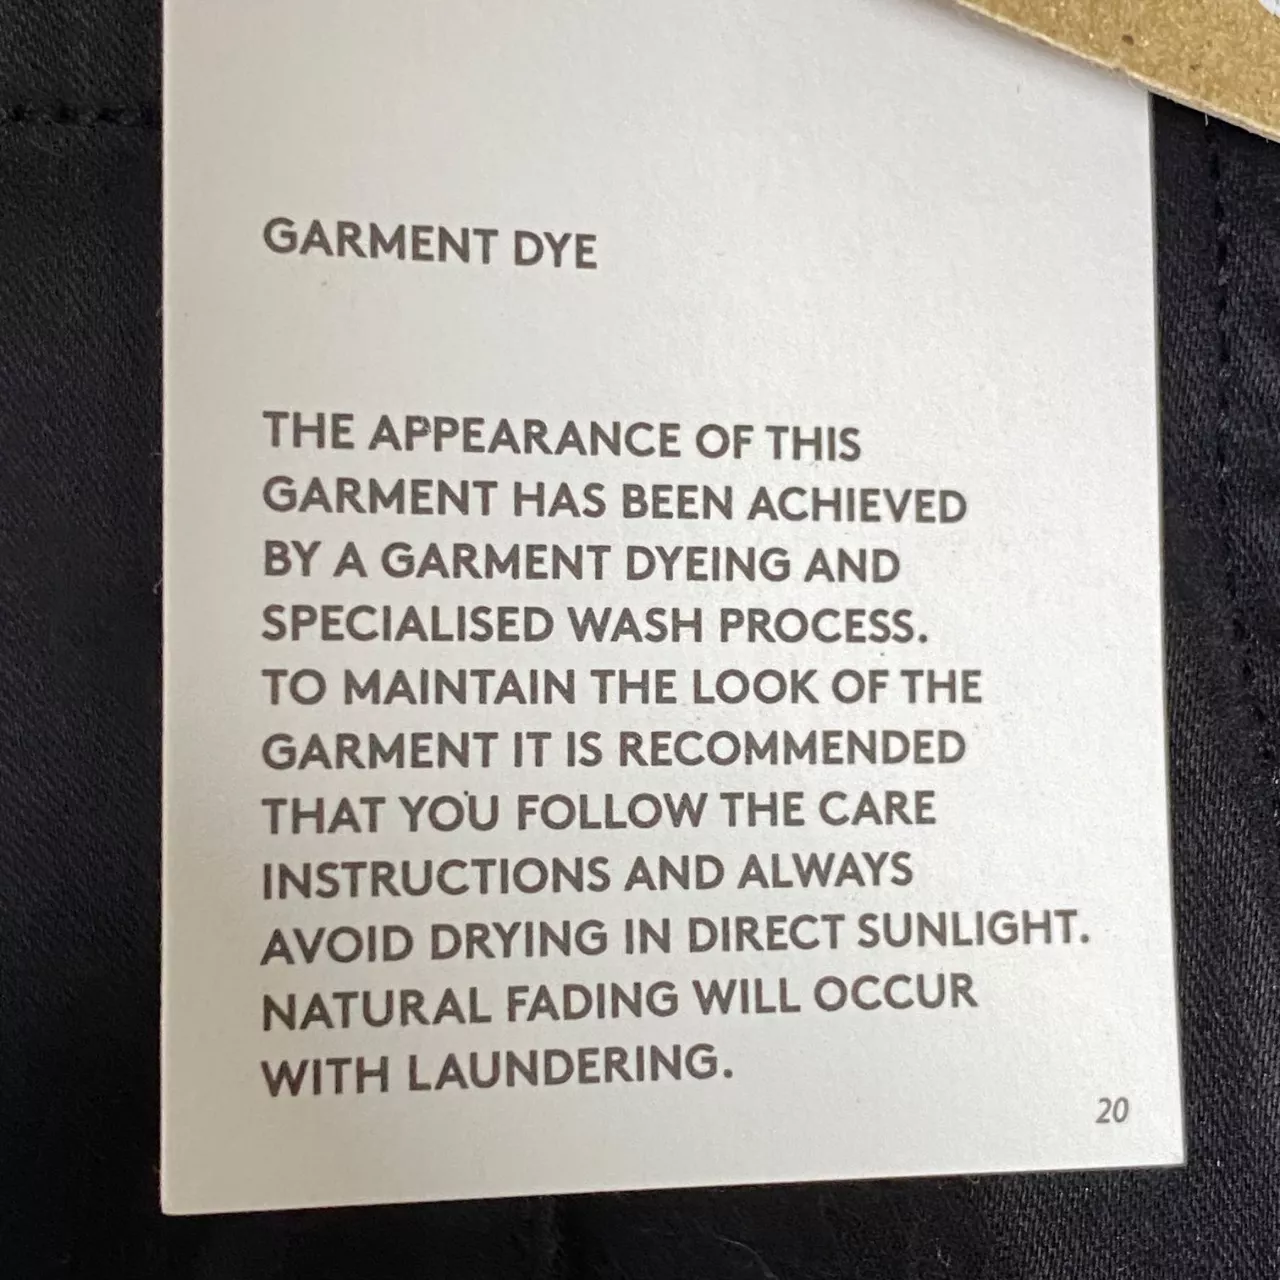 GARMENT DYE
THE APPEARANCE OF THIS
GARMENT HAS BEEN ACHIEVED
BY A GARMENT DYEING AND
SPECIALISED WASH PROCESS.
TO MAINTAIN THE LOOK OF THE
GARMENT IT IS RECOMMENDED
THAT YOU FOLLOW THE CARE
INSTRUCTIONS AND ALWAYS
AVOID DRYING IN DIRECT SUNLIGHT.
NATURAL FADING WILL OCCUR
WITH LAUNDERING.
20